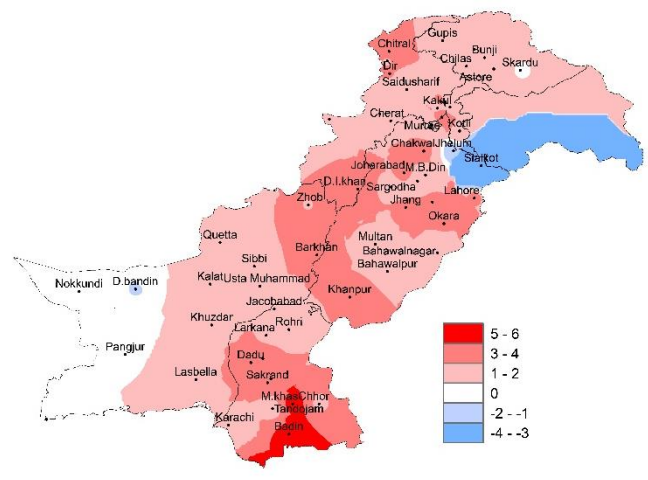 Gupis
Chitral
Bunji
Chilas
Skardu
Dir
Astore
Saidusharif
Kakul
Cherat
Murree
Kotli
Chakwal
Jhelum
Sialkot
Joherabad
M.B.Din
D.I.khan
Sargodha
Lahore
Zhob
Jhang
Okara
Quetta
Multan
Barkhan
Bahawalnagar
Sibbi
Bahawalpur
Nokkundi
D.bandin
Kalat
Usta Muhammad
Khanpur
Jacobabad
Khuzdar
Larkana
Rohri
Pangjur
Dadu
Lasbella
Sakrand
M.khas
Chhor
Tandojam
Karachi
Badin
5 - 6
3 - 4
1 - 2
0
-2 - -1
-4 - -3